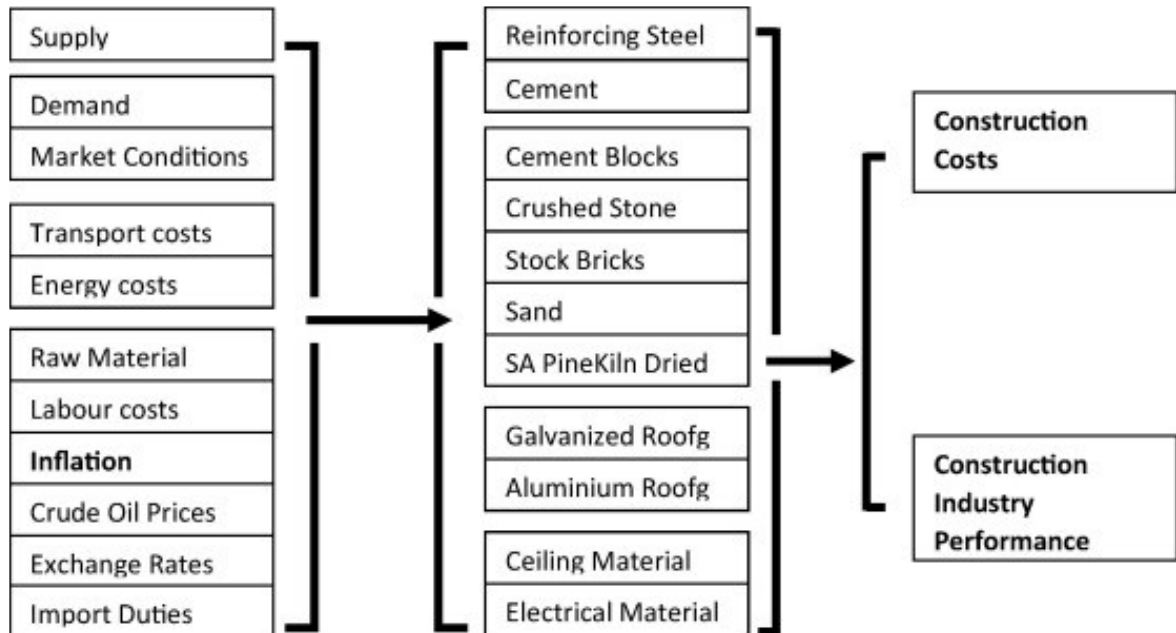 Supply
Demand
Market Conditions
Transport costs
Energy costs
Raw Material
Labour costs
Inflation
Crude Oil Prices
Exchange Rates
Import Duties
Reinforcing Steel
Cement
Cement Blocks
Crushed Stone
Stock Bricks
Sand
SA PineKiln Dried
Galvanized Roofg
Aluminium Roofg
Ceiling Material
Electrical Material
Construction
Costs
Construction
Industry
Performance